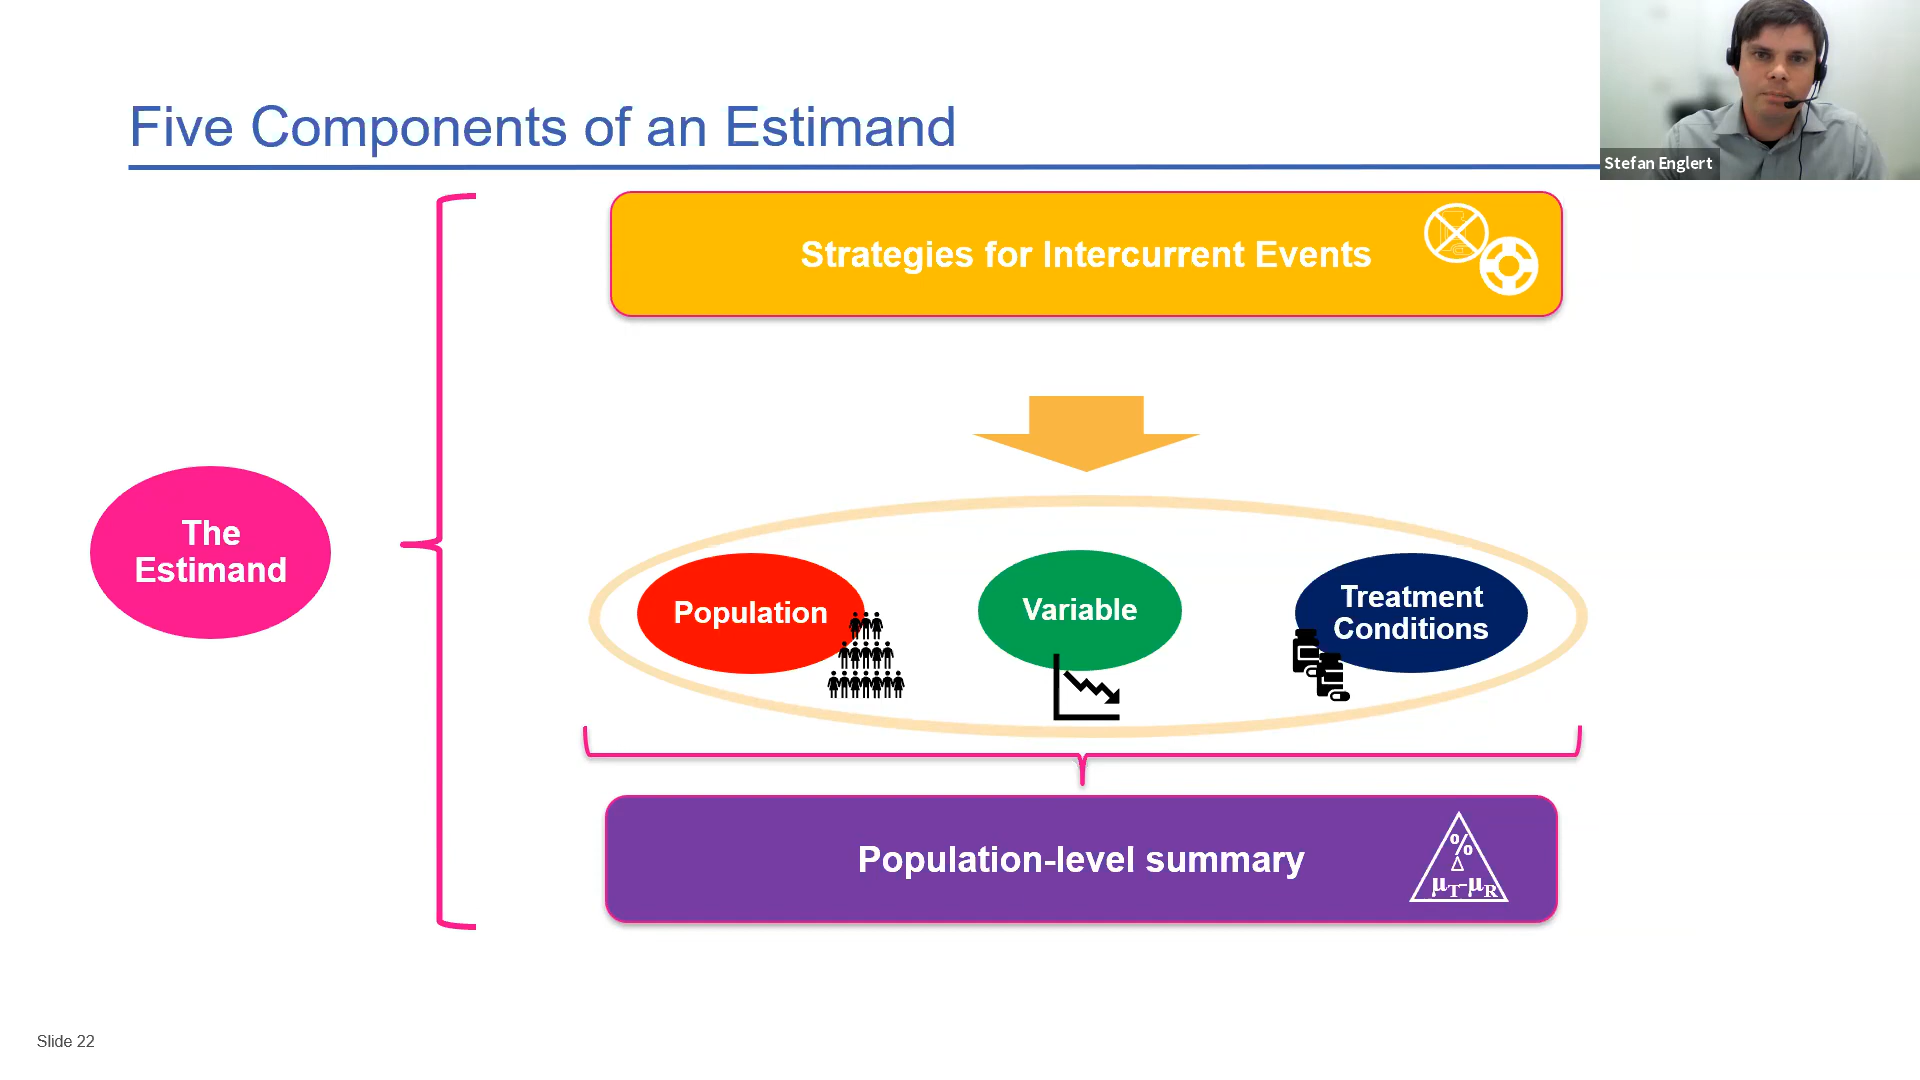 Five Components of an Estimand
Stefan Englert
Strategies for Intercurrent Events
The
Estimand
Population
Variable
Treatment
Conditions
Population-level summary
%
Δ
μT-μR
Slide 22